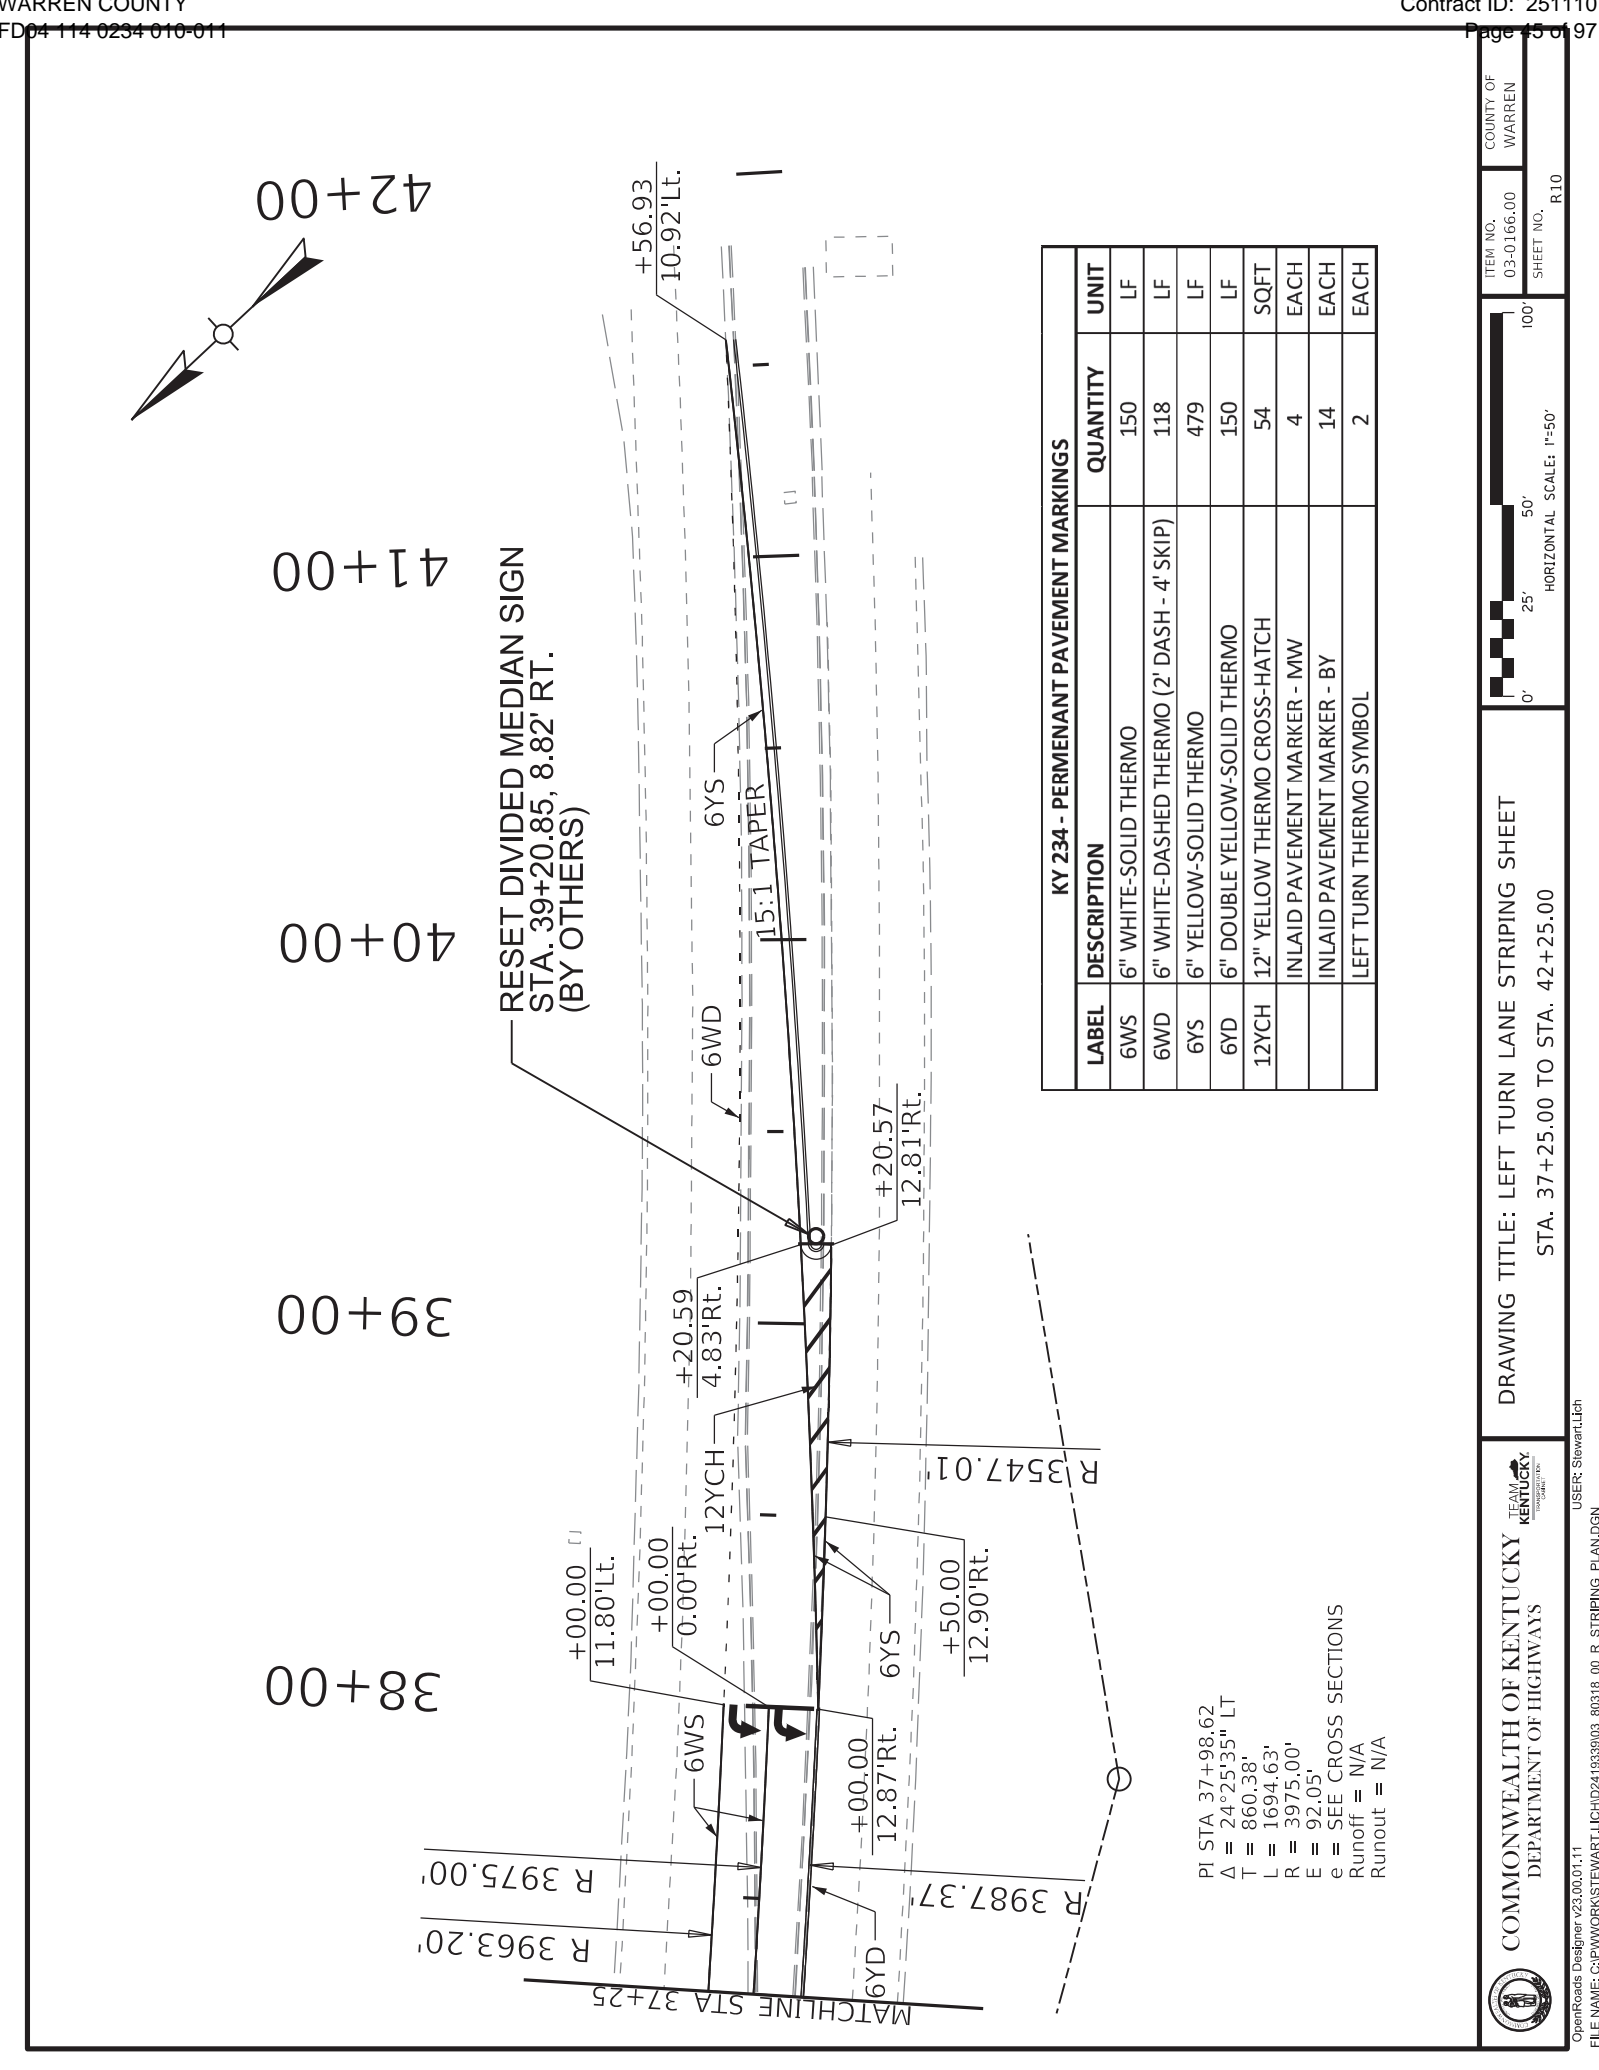 WARREN COUNTY
FD04 114 0234 010-011
Contract ID: 251110
Page 45 of 97
42+00
41+00
40+00
39+00
38+00
RESET DIVIDED MEDIAN SIGN
STA. 39+20.85, 8.82' RT.
(BY OTHERS)
+56.93
10.92'Lt.
6YS
15:1 TAPER
6WD
+20.57
12.81'Rt.
+20.59
4.83'Rt.
12YCH
R 3547.01'
+00.00
11.80'Lt.
+00.00
0.00'Rt.
+50.00
12.90'Rt.
6YS
6WS
+00.00
12.87'Rt.
R 3975.00'
R 3963.20'
R 3987.37'
6YD
MATCHLINE STA 37+25
PI STA 37+98.62
Δ = 24°25'35" LT
T = 860.38'
L = 1694.63'
R = 3975.00'
E = 92.05'
e = SEE CROSS SECTIONS
Runoff = N/A
Runout = N/A
KY 234 - PERMENANT PAVEMENT MARKINGS
LABEL DESCRIPTION QUANTITY UNIT
6WS 6" WHITE-SOLID THERMO 150 LF
6WD 6" WHITE-DASHED THERMO (2' DASH - 4' SKIP) 118 LF
6YS 6" YELLOW-SOLID THERMO 479 LF
6YD 6" DOUBLE YELLOW-SOLID THERMO 150 LF
12YCH 12" YELLOW THERMO CROSS-HATCH 54 SQFT
INLAID PAVEMENT MARKER - MW 4 EACH
INLAID PAVEMENT MARKER - BY 14 EACH
LEFT TURN THERMO SYMBOL 2 EACH
COMMONWEALTH OF KENTUCKY
DEPARTMENT OF HIGHWAYS
TEAM
KENTUCKY
TRANSPORTATION
CABINET
DRAWING TITLE: LEFT TURN LANE STRIPING SHEET
STA. 37+25.00 TO STA. 42+25.00
0' 25' 50' 100'
HORIZONTAL SCALE: 1"=50'
ITEM NO.
03-0166.00
COUNTY OF
WARREN
SHEET NO.
R10
OpenRoads Designer v23.00.01.11
USER: Stewart.Lich
FILE NAME: C:\PWWORK\STEWART.LICH\D2419339\03_80318_00_R_STRIPING_PLAN.DGN